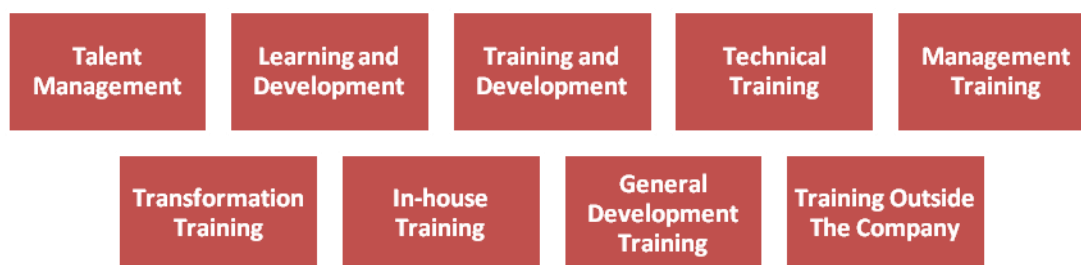 Talent
Management
Learning and
Development
Training and
Development
Technical
Training
Management
Training
Transformation
Training
In-house
Training
General
Development
Training
Training Outside
The Company